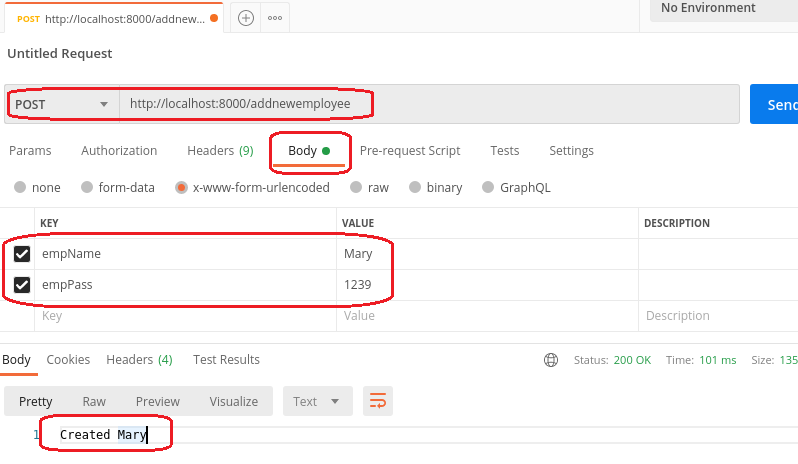 POST http://localhost:8000/addnew...
No Environment
Untitled Request
POST http://localhost:8000/addnewemployee Send
Params Authorization Headers (9) Body Pre-request Script Tests Settings
none form-data x-www-form-urlencoded raw binary GraphQL
KEY VALUE DESCRIPTION
empName Mary
empPass 1239
Key Value Description
Body Cookies Headers (4) Test Results Status: 200 OK Time: 101 ms Size: 135
Pretty Raw Preview Visualize Text
1 Created Mary